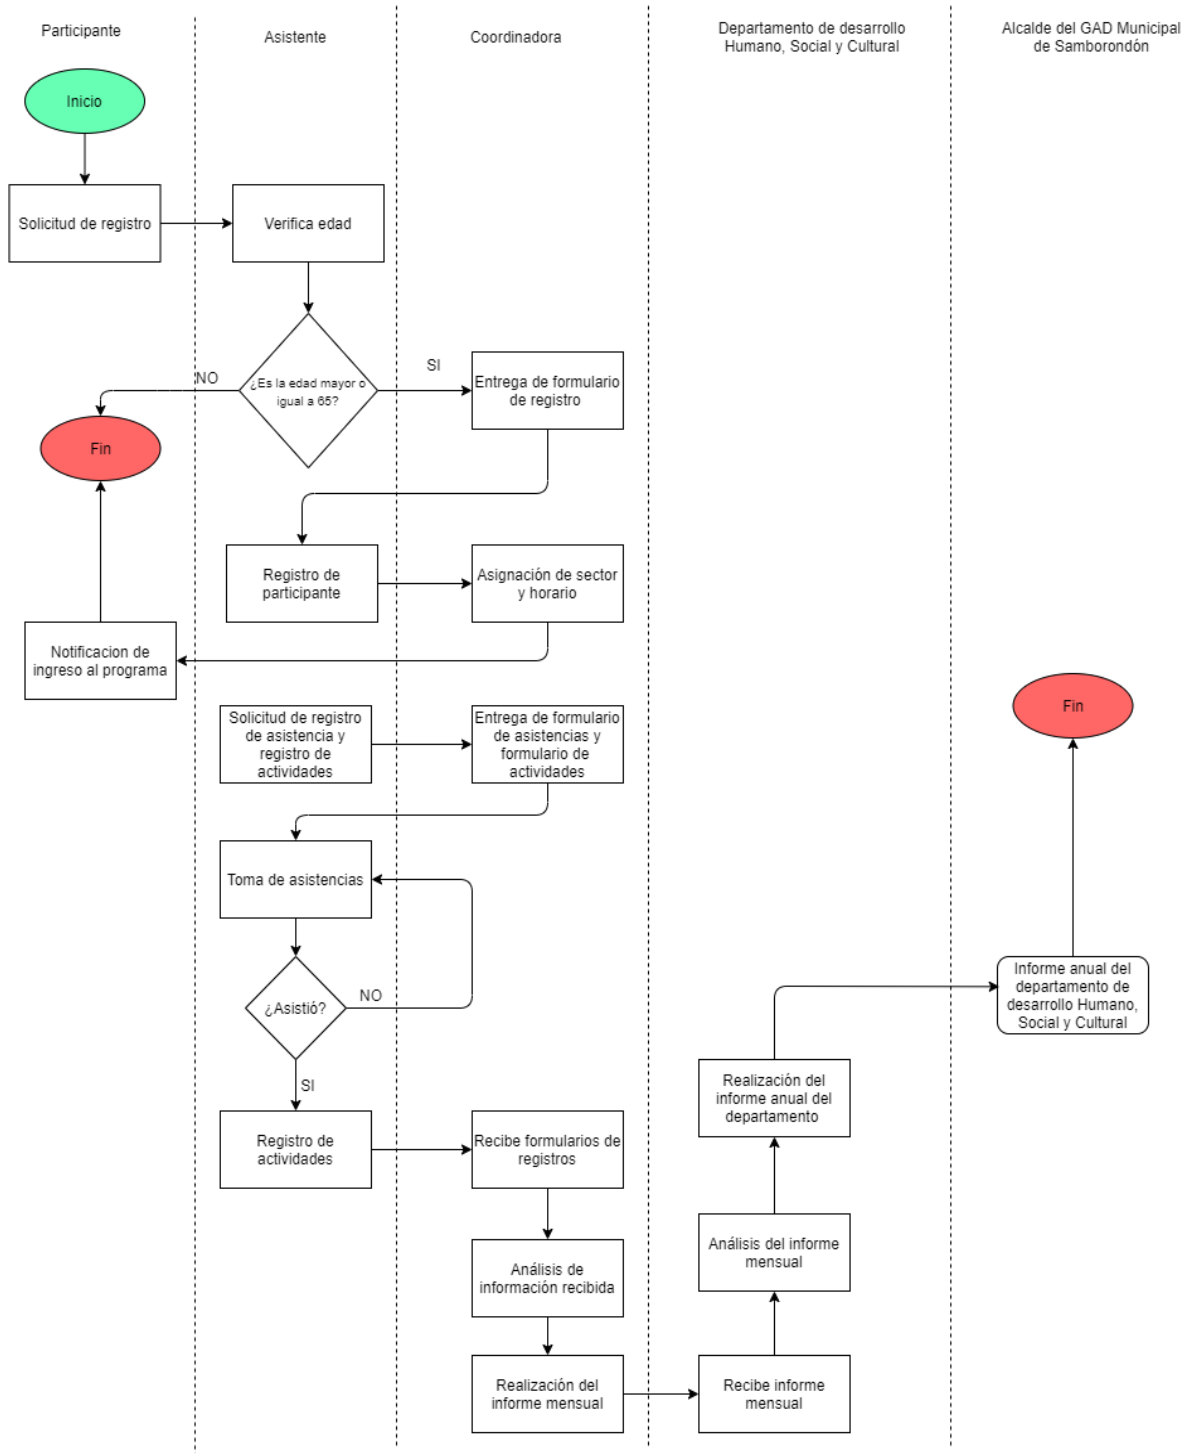 Participante
Asistente
Coordinadora
Departamento de desarrollo
Humano, Social y Cultural
Alcalde del GAD Municipal
de Samborondón
Inicio
Solicitud de registro
Verifica edad
¿Es la edad mayor o
igual a 65?
NO
SI
Entrega de formulario
de registro
Fin
Registro de
participante
Asignación de sector
y horario
Notificacion de
ingreso al programa
Solicitud de registro
de asistencia y
registro de
actividades
Entrega de formulario
de asistencias y
formulario de
actividades
Fin
Toma de asistencias
¿Asistió?
NO
SI
Informe anual del
departamento de
desarrollo Humano,
Social y Cultural
Realización del
informe anual del
departamento
Registro de
actividades
Recibe formularios de
registros
Análisis de
información recibida
Análisis del informe
mensual
Realización del
informe mensual
Recibe informe
mensual